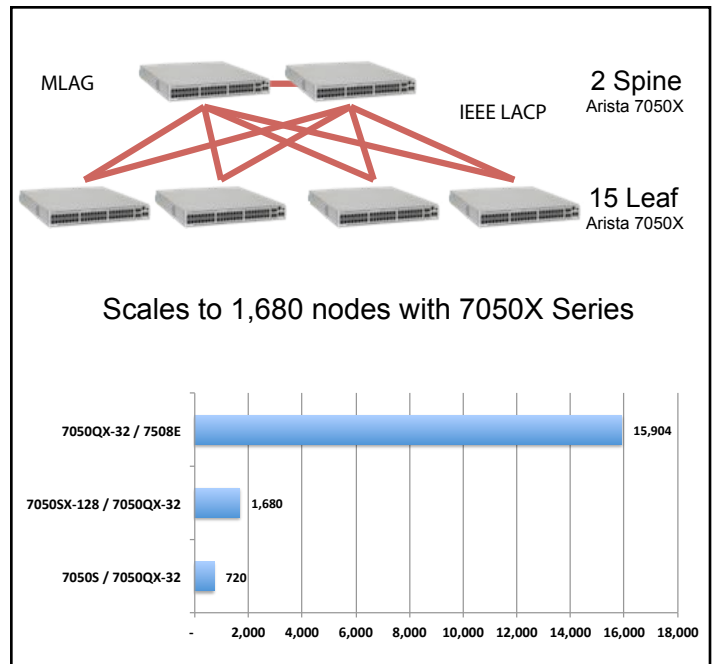 MLAG
2 Spine
Arista 7050X
IEEE LACP
15 Leaf
Arista 7050X
Scales to 1,680 nodes with 7050X Series
7050QX-32 / 7508E
15,904
7050SX-128 / 7050QX-32
1,680
7050S / 7050QX-32
720
- 2,000 4,000 6,000 8,000 10,000 12,000 14,000 16,000 18,000